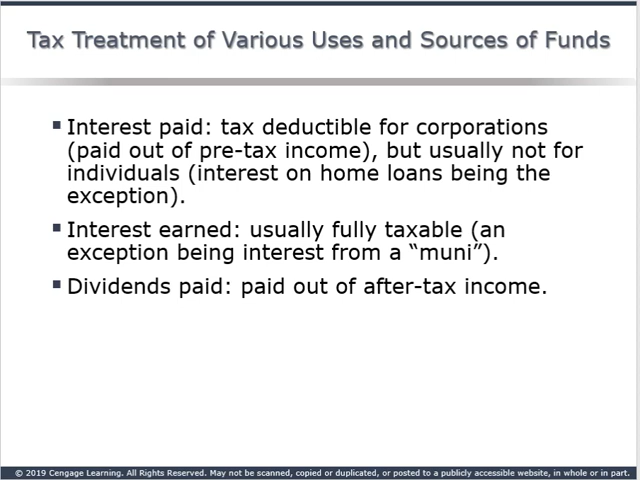 Tax Treatment of Various Uses and Sources of Funds
▪ Interest paid: tax deductible for corporations
(paid out of pre-tax income), but usually not for
individuals (interest on home loans being the
exception).
▪ Interest earned: usually fully taxable (an
exception being interest from a “muni”).
▪ Dividends paid: paid out of after-tax income.
© 2019 Cengage Learning. All Rights Reserved. May not be scanned, copied or duplicated, or posted to a publicly accessible website, in whole or in part.